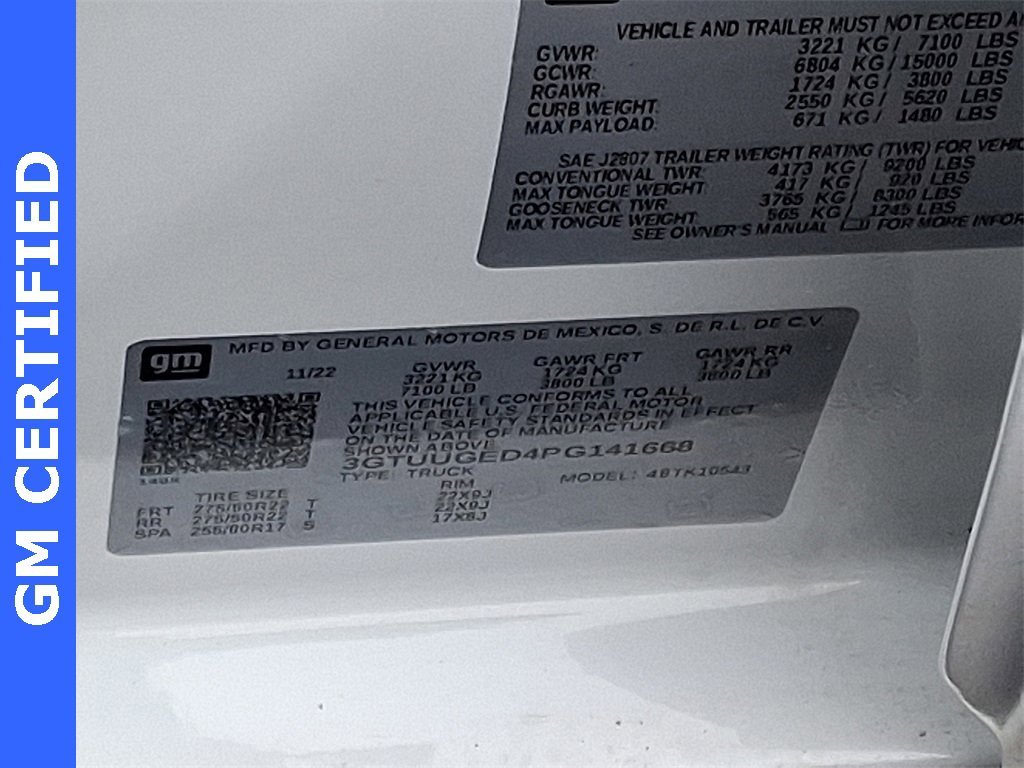 GM CERTIFIED
VEHICLE AND TRAILER MUST NOT EXCEED
GVWR: 3221 KG/ 7100 LBS
GCWR: 6804 KG/ 15000 LBS
RGAWR: 1724 KG/ 3800 LBS
CURB WEIGHT: 2550 KG/ 5620 LBS
MAX PAYLOAD: 671 KG/ 1480 LBS
SAE J2807 TRAILER WEIGHT RATING (TWR) FOR
CONVENTIONAL TWR: 4173 KG/ 9200 LBS
MAX TONGUE WEIGHT: 417 KG/ 920 LBS
GOOSENECK TWR: 3765 KG/ 8300 LBS
MAX TONGUE WEIGHT: 565 KG/ 1245 LBS
SEE OWNER'S MANUAL FOR MORE
gm MFD BY GENERAL MOTORS DE MEXICO, S. DE R.L. DE C.V.
11/22 GVWR GAWR FRT GAWR RR
3221 KG 1724 KG 1724 KG
7100 LB 3800 LB 3800 LB
THIS VEHICLE CONFORMS TO ALL
APPLICABLE U.S. FEDERAL MOTOR
VEHICLE SAFETY STANDARDS IN EFFECT
ON THE DATE OF MANUFACTURE
SHOWN ABOVE
3GTUUGED4PG141668
TYPE: TRUCK MODEL: 4BTK10543
TIRE SIZE RIM
FRT 275/50R22 T 22X9J
RR 275/50R22 T 22X9J
SPA 255/80R17 S 17X8J